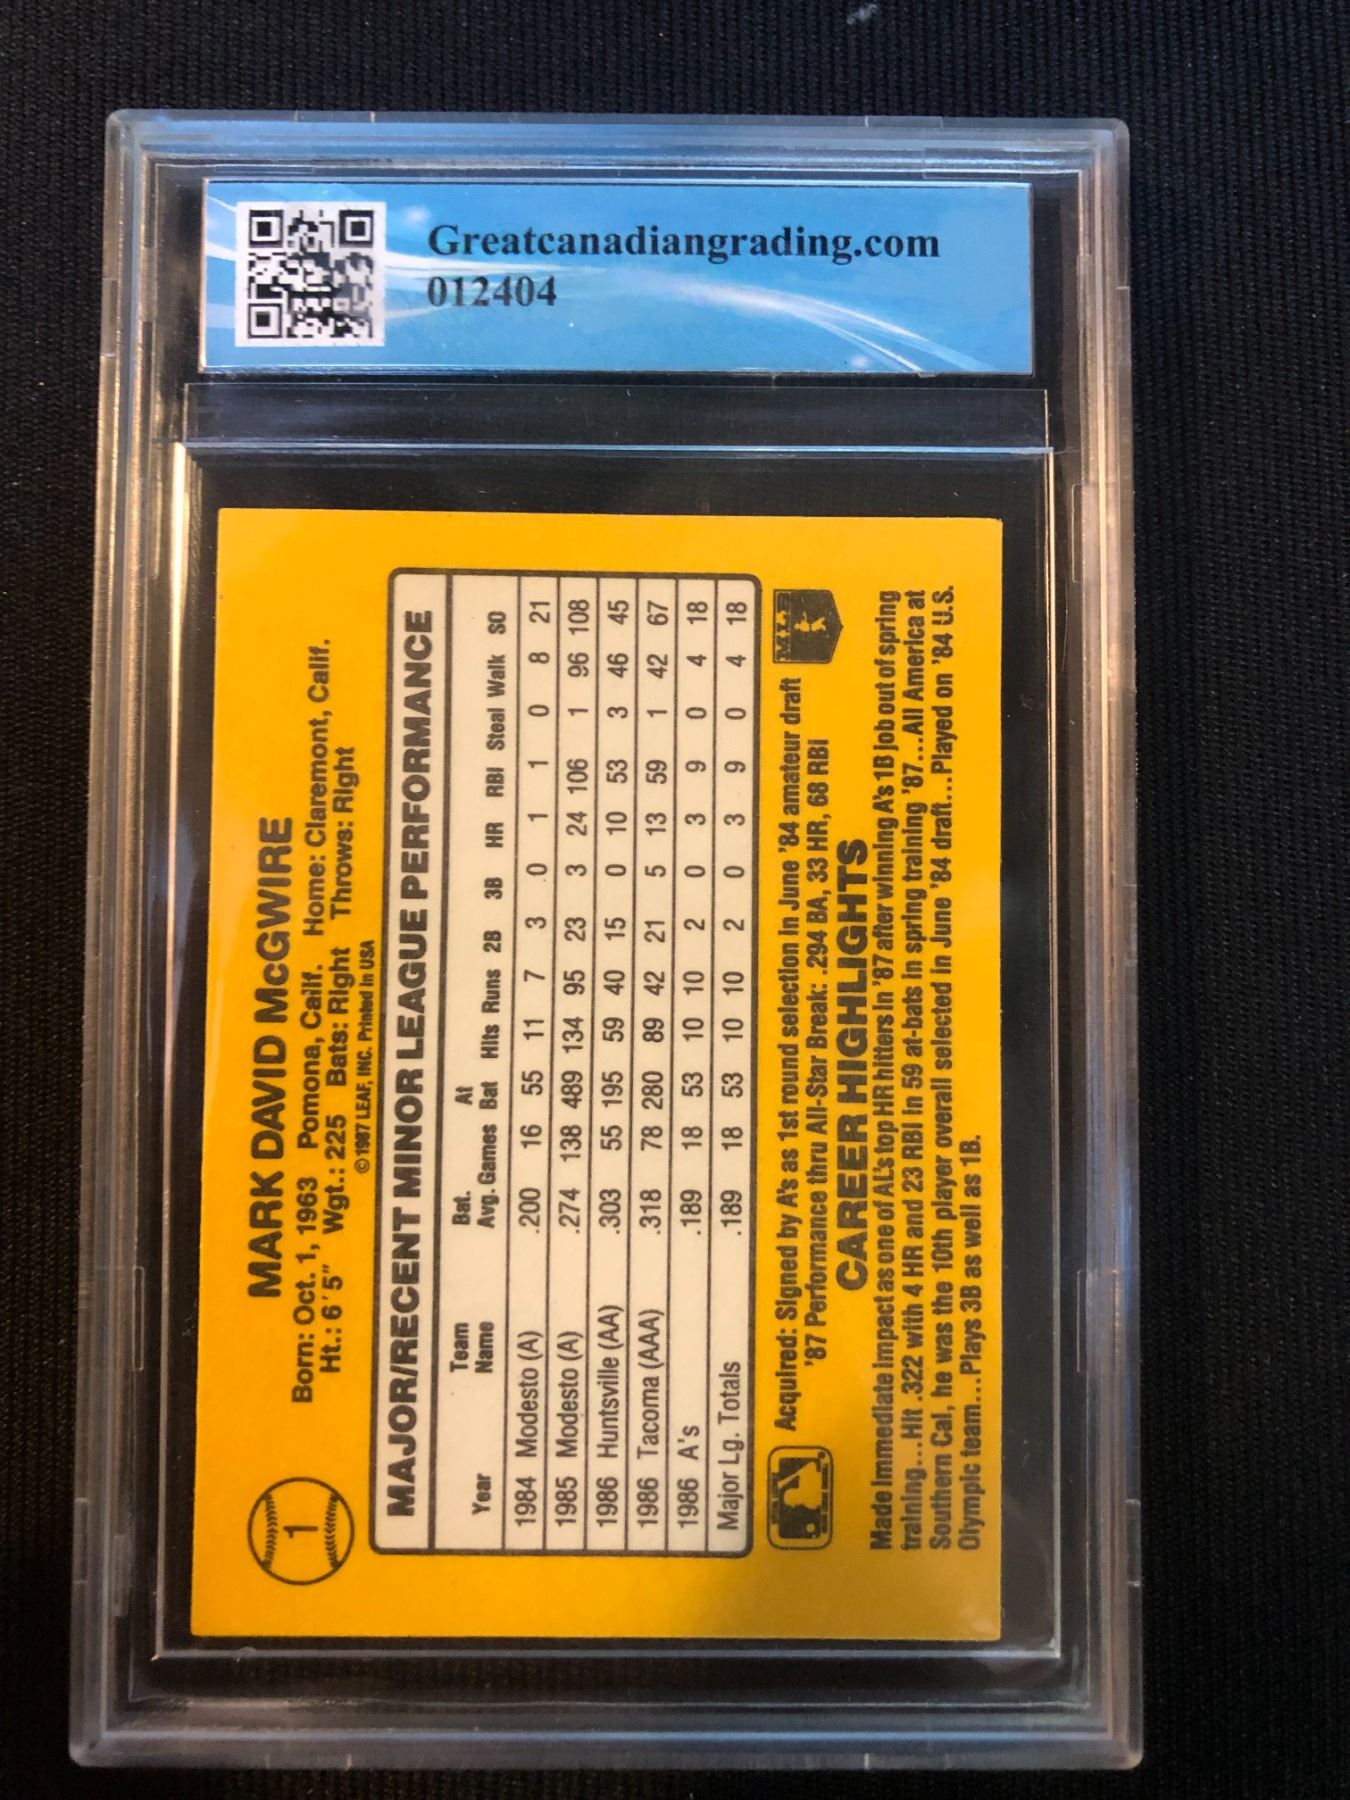 Greatcanadiangrading.com
012404
1
MARK DAVID McGWIRE
Born: Oct. 1, 1963 Pomona, Calif. Home: Claremont, Calif.
Ht.: 6'5" Wgt.: 225 Bats: Right Throws: Right
©1987 LEAF, INC. Printed in USA
MAJOR/RECENT MINOR LEAGUE PERFORMANCE
Year Team Name Bat. Avg. Games At Bat Hits Runs 2B 3B HR RBI Steal Walk SO
1984 Modesto (A) .200 16 55 11 7 3 0 1 1 0 8 21
1985 Modesto (A) .274 138 489 134 95 23 3 24 106 1 96 108
1986 Huntsville (AA) .303 55 195 59 40 15 0 10 53 3 46 45
1986 Tacoma (AAA) .318 78 280 89 42 21 5 13 59 1 42 67
1986 A's .189 18 53 10 10 2 0 3 9 0 4 18
Major Lg. Totals .189 18 53 10 10 2 0 3 9 0 4 18
Acquired: Signed by A's as 1st round selection in June '84 amateur draft
'87 Performance thru All-Star Break: .294 BA, 33 HR, 68 RBI
MLB
CAREER HIGHLIGHTS
Made immediate impact as one of AL's top HR hitters in '87 after winning A's 1B job out of spring
training...Hit .322 with 4 HR and 23 RBI in 59 at-bats in spring training '87...All America at
Southern Cal, he was the 10th player overall selected in June '84 draft...Played on '84 U.S.
Olympic team...Plays 3B as well as 1B.